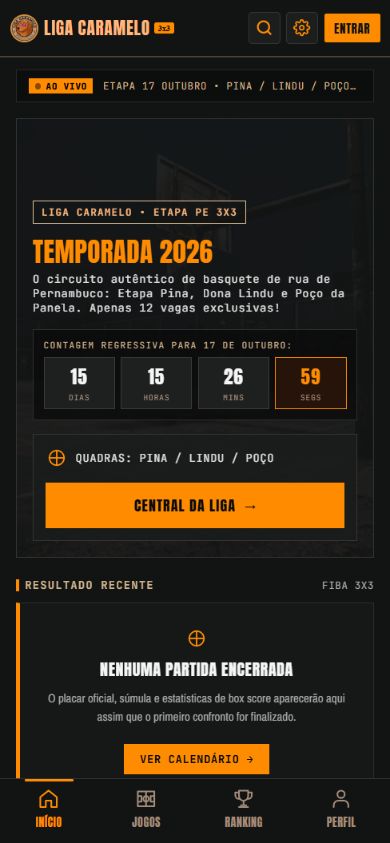 LIGA CARAMELO 3x3
ENTRAR
AO VIVO ETAPA 17 OUTUBRO • PINA / LINDU / POÇO…
LIGA CARAMELO • ETAPA PE 3X3
TEMPORADA 2026
O circuito autêntico de basquete de rua de
Pernambuco: Etapa Pina, Dona Lindu e Poço da
Panela. Apenas 12 vagas exclusivas!
CONTAGEM REGRESSIVA PARA 17 DE OUTUBRO:
15 15 26 59
DIAS HORAS MINS SEGS
QUADRAS: PINA / LINDU / POÇO
CENTRAL DA LIGA →
RESULTADO RECENTE FIBA 3X3
NENHUMA PARTIDA ENCERRADA
O placar oficial, súmula e estatísticas de box score aparecerão aqui
assim que o primeiro confronto for finalizado.
VER CALENDÁRIO →
INÍCIO JOGOS RANKING PERFIL